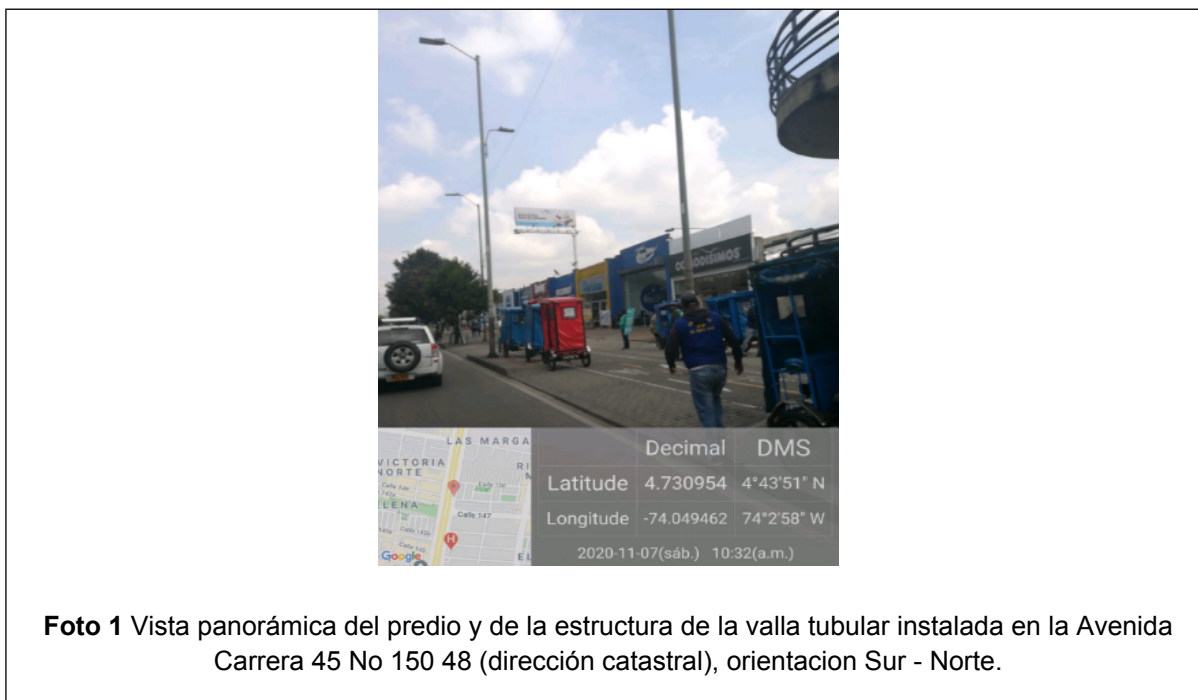 COMODISIMOS
LAS MARGA
VICTORIA
NORTE
Calle 147
Google
Decimal DMS
Latitude 4.730954 4°43'51" N
Longitude -74.049462 74°2'58" W
2020-11-07(sáb.) 10:32(a.m.)
Foto 1 Vista panorámica del predio y de la estructura de la valla tubular instalada en la Avenida
Carrera 45 No 150 48 (dirección catastral), orientacion Sur - Norte.